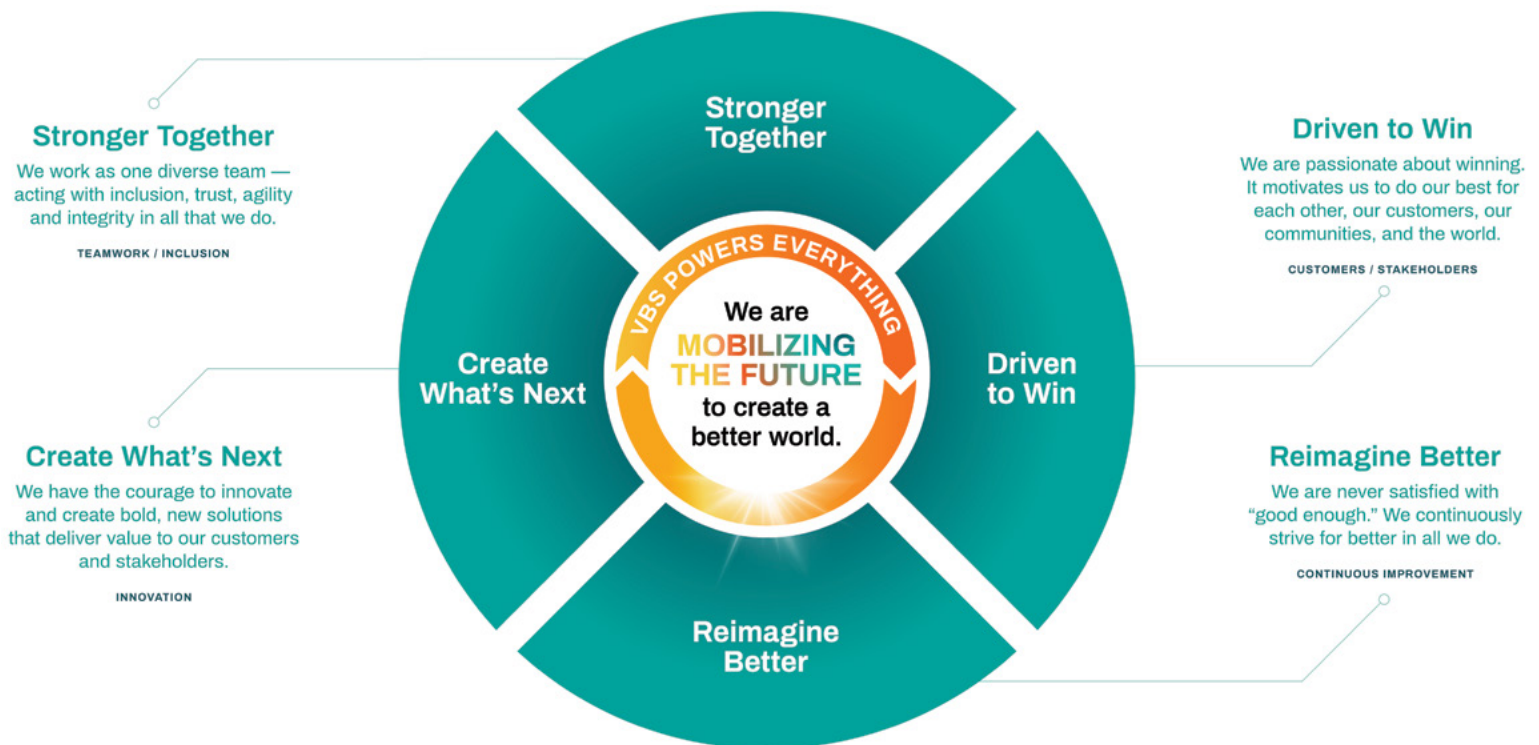 Stronger Together
We work as one diverse team —
acting with inclusion, trust, agility
and integrity in all that we do.
TEAMWORK / INCLUSION
Create What’s Next
We have the courage to innovate
and create bold, new solutions
that deliver value to our customers
and stakeholders.
INNOVATION
Stronger
Together
Create
What’s Next
VBS POWERS EVERYTHING
We are
MOBILIZING
THE FUTURE
to create a
better world.
Driven
to Win
Reimagine
Better
Driven to Win
We are passionate about winning.
It motivates us to do our best for
each other, our customers, our
communities, and the world.
CUSTOMERS / STAKEHOLDERS
Reimagine Better
We are never satisfied with
“good enough.” We continuously
strive for better in all we do.
CONTINUOUS IMPROVEMENT